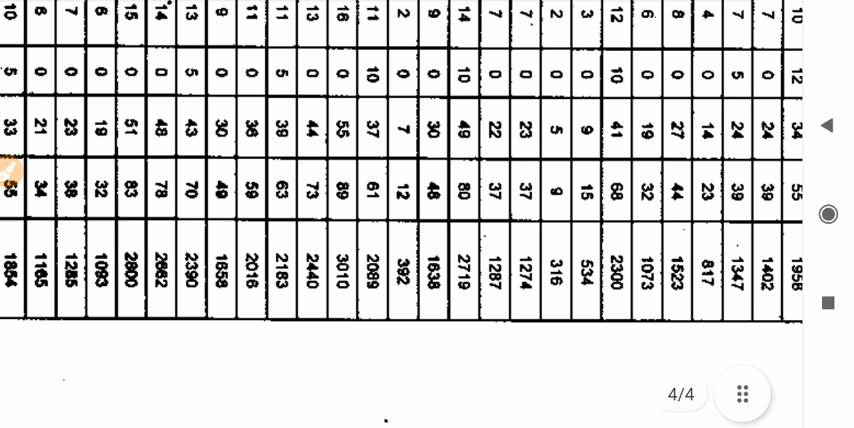 10 12 34 55 1958
7 0 24 39 1402
7 5 24 39 1347
4 0 14 23 817
8 0 27 44 1523
6 0 19 32 1073
12 10 41 68 2300
3 0 9 15 534
2 0 5 9 316
7 0 23 37 1274
7 0 22 37 1287
14 10 49 80 2719
9 0 30 48 1638
2 0 7 12 392
11 10 37 61 2089
16 0 55 89 3010
13 0 44 73 2440
11 5 39 63 2183
11 0 36 59 2016
9 0 30 49 1658
13 5 43 70 2390
14 0 48 78 2662
15 0 51 83 2800
6 0 19 32 1093
7 0 23 38 1285
6 0 21 34 1165
10 5 33 55 1854
4/4